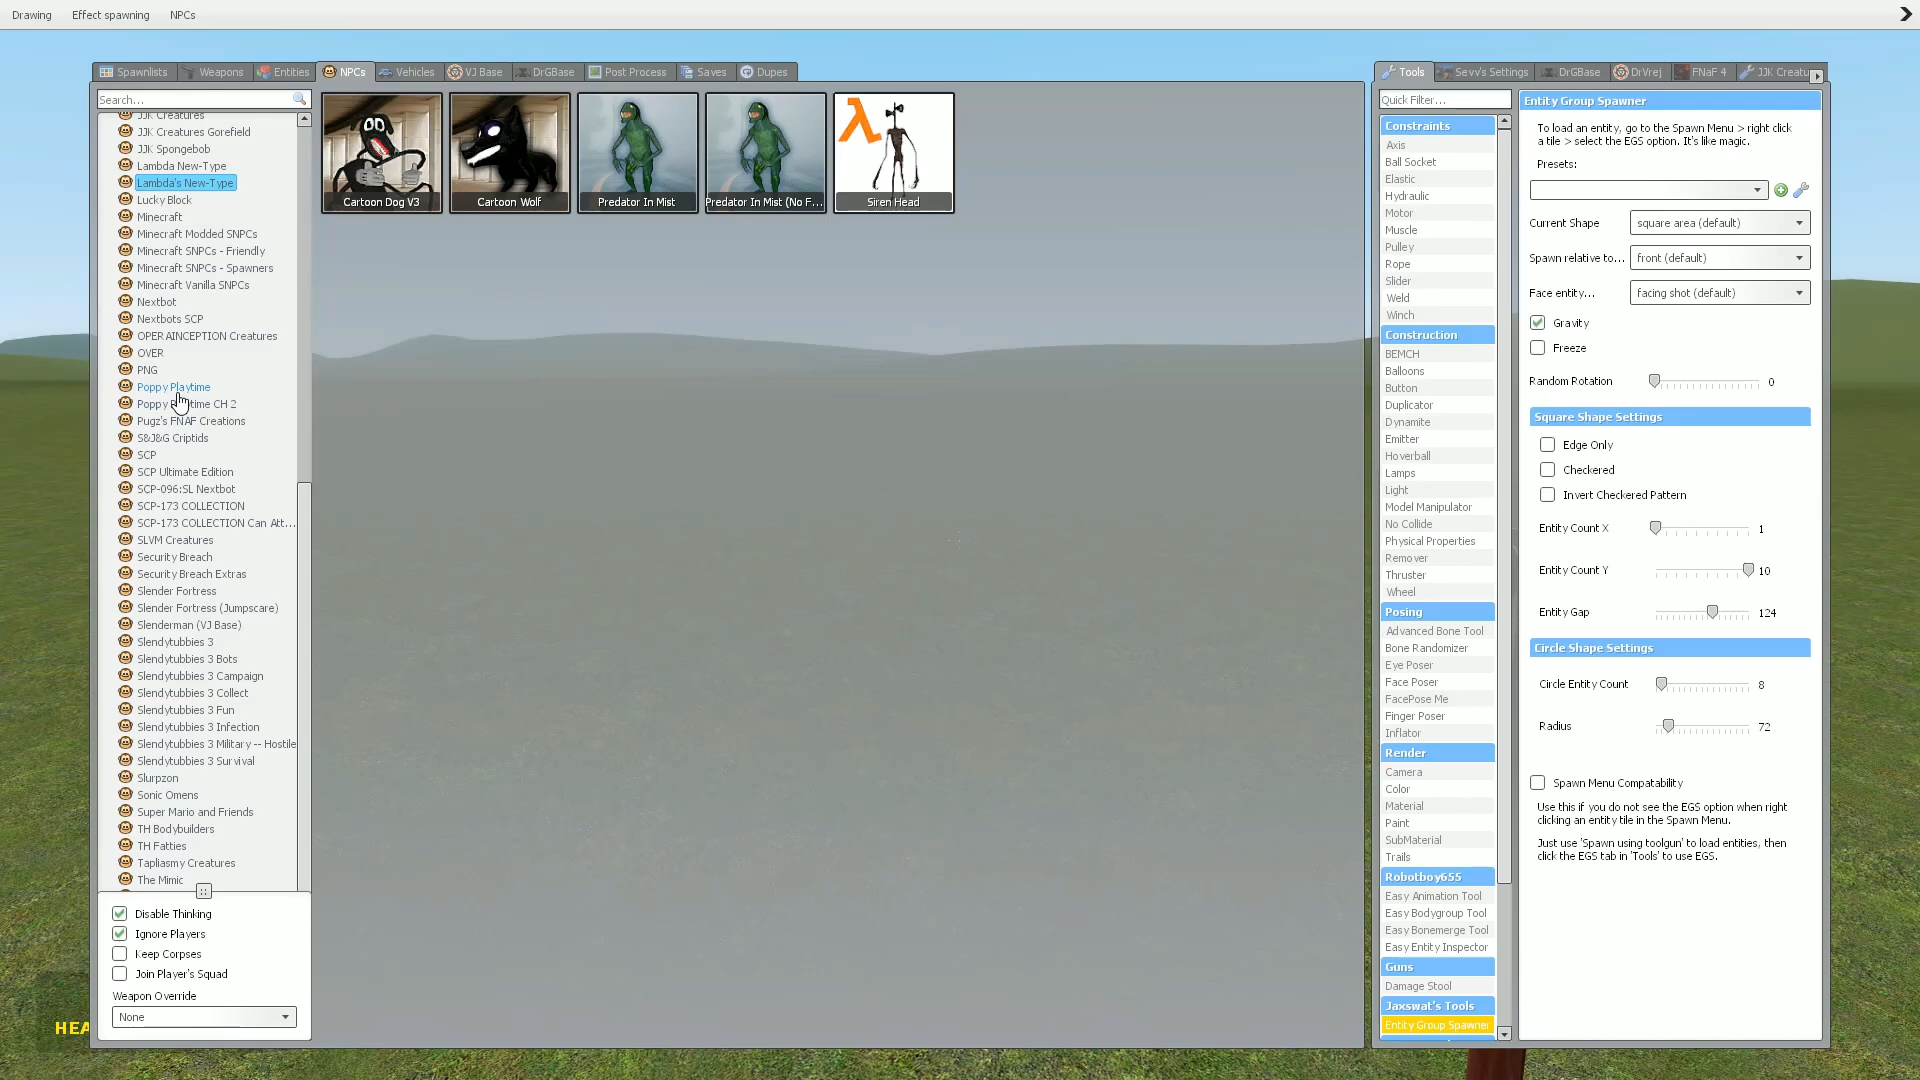 Drawing Effect spawning NPCs
Spawnlists Weapons Entities NPCs Vehicles VJ Base DrGBase Post Process Saves Dupes
Search...
JJK Creatures
JJK Creatures Gorefield
JJK Spongebob
Lambda New-Type
Lambda's New-Type
Lucky Block
Minecraft
Minecraft Modded SNPCs
Minecraft SNPCs - Friendly
Minecraft SNPCs - Spawners
Minecraft Vanilla SNPCs
Nextbot
Nextbots SCP
OPERAINCEPTION Creatures
OVER
PNG
Poppy Playtime
Poppy
time CH 2
Pugz's FNAF Creations
S&J&G Criptids
SCP
SCP Ultimate Edition
SCP-096:SL Nextbot
SCP-173 COLLECTION
SCP-173 COLLECTION Can Att...
SLVM Creatures
Security Breach
Security Breach Extras
Slender Fortress
Slender Fortress (Jumpscare)
Slenderman (VJ Base)
Slendytubbies 3
Slendytubbies 3 Bots
Slendytubbies 3 Campaign
Slendytubbies 3 Collect
Slendytubbies 3 Fun
Slendytubbies 3 Infection
Slendytubbies 3 Military -- Hostile
Slendytubbies 3 Survival
Slurpzon
Sonic Omens
Super Mario and Friends
TH Bodybuilders
TH Fatties
Tapliasmy Creatures
The Mimic
Disable Thinking
Ignore Players
Keep Corpses
Join Player's Squad
Weapon Override
None
HEA
Cartoon Dog V3
Cartoon Wolf
Predator In Mist
Predator In Mist (No F...
Siren Head
Tools Sevv's Settings DrGBase DrVrej FNaF 4 JJK Creatu
Quick Filter...
Constraints
Axis
Ball Socket
Elastic
Hydraulic
Motor
Muscle
Pulley
Rope
Slider
Weld
Winch
Construction
BEMCH
Balloons
Button
Duplicator
Dynamite
Emitter
Hoverball
Lamps
Light
Model Manipulator
No Collide
Physical Properties
Remover
Thruster
Wheel
Posing
Advanced Bone Tool
Bone Randomizer
Eye Poser
Face Poser
FacePose Me
Finger Poser
Inflator
Render
Camera
Color
Material
Paint
SubMaterial
Trails
Robotboy655
Easy Animation Tool
Easy Bodygroup Tool
Easy Bonemerge Tool
Easy Entity Inspector
Guns
Damage Stool
Jaxswat's Tools
Entity Group Spawner
Entity Group Spawner
To load an entity, go to the Spawn Menu > right click
a tile > select the EGS option. It's like magic.
Presets:
Current Shape square area (default)
Spawn relative to... front (default)
Face entity... facing shot (default)
Gravity
Freeze
Random Rotation 0
Square Shape Settings
Edge Only
Checkered
Invert Checkered Pattern
Entity Count X 1
Entity Count Y 10
Entity Gap 124
Circle Shape Settings
Circle Entity Count 8
Radius 72
Spawn Menu Compatability
Use this if you do not see the EGS option when right
clicking an entity tile in the Spawn Menu.
Just use 'Spawn using toolgun' to load entities, then
click the EGS tab in 'Tools' to use EGS.